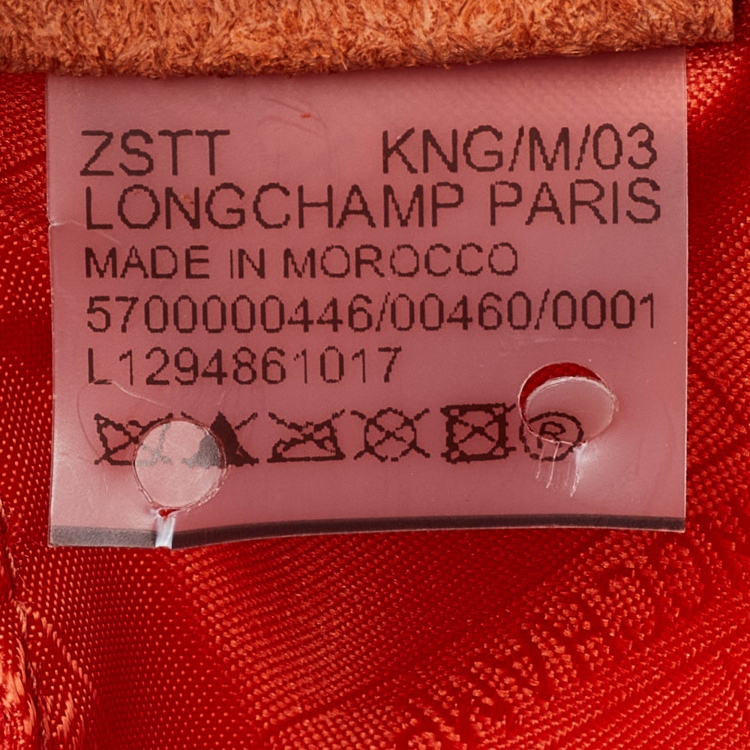 ZSTT KNG/M/03
LONGCHAMP PARIS
MADE IN MOROCCO
5700000446/00460/0001
L1294861017
®